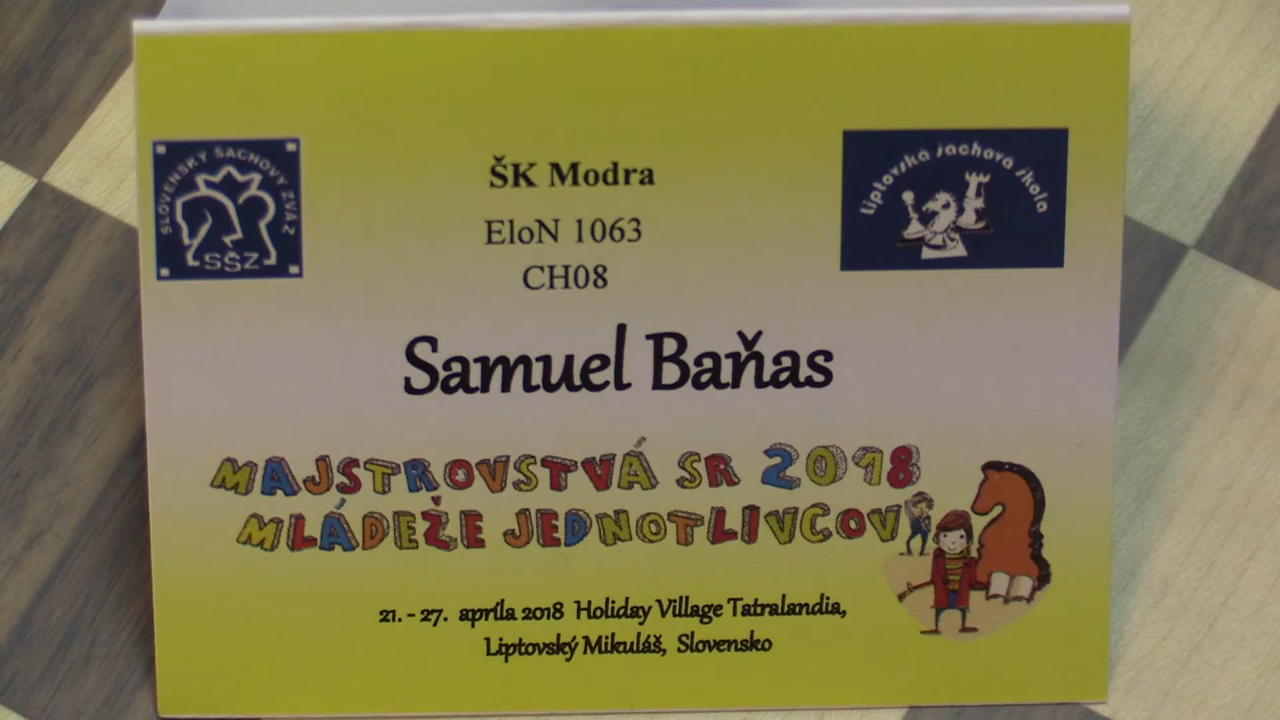 SLOVENSKÝ ŠACHOVÝ ZVÄZ
SŠZ
ŠK Modra
EloN 1063
CH08
Liptovská šachová škola
Samuel Baňas
MAJSTROVSTVÁ SR 2018
MLÁDEŽE JEDNOTLIVCOV
21. - 27. apríla 2018 Holiday Village Tatralandia,
Liptovský Mikuláš, Slovensko